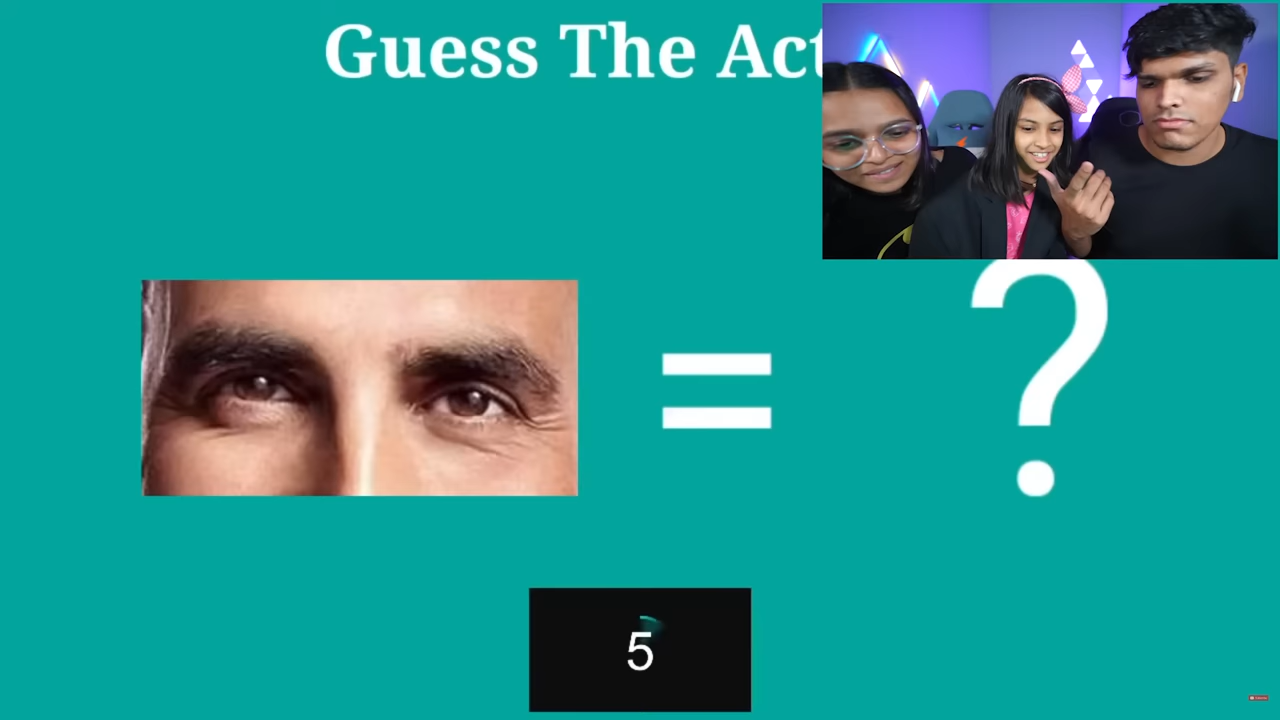 Guess The Act
=
?
5